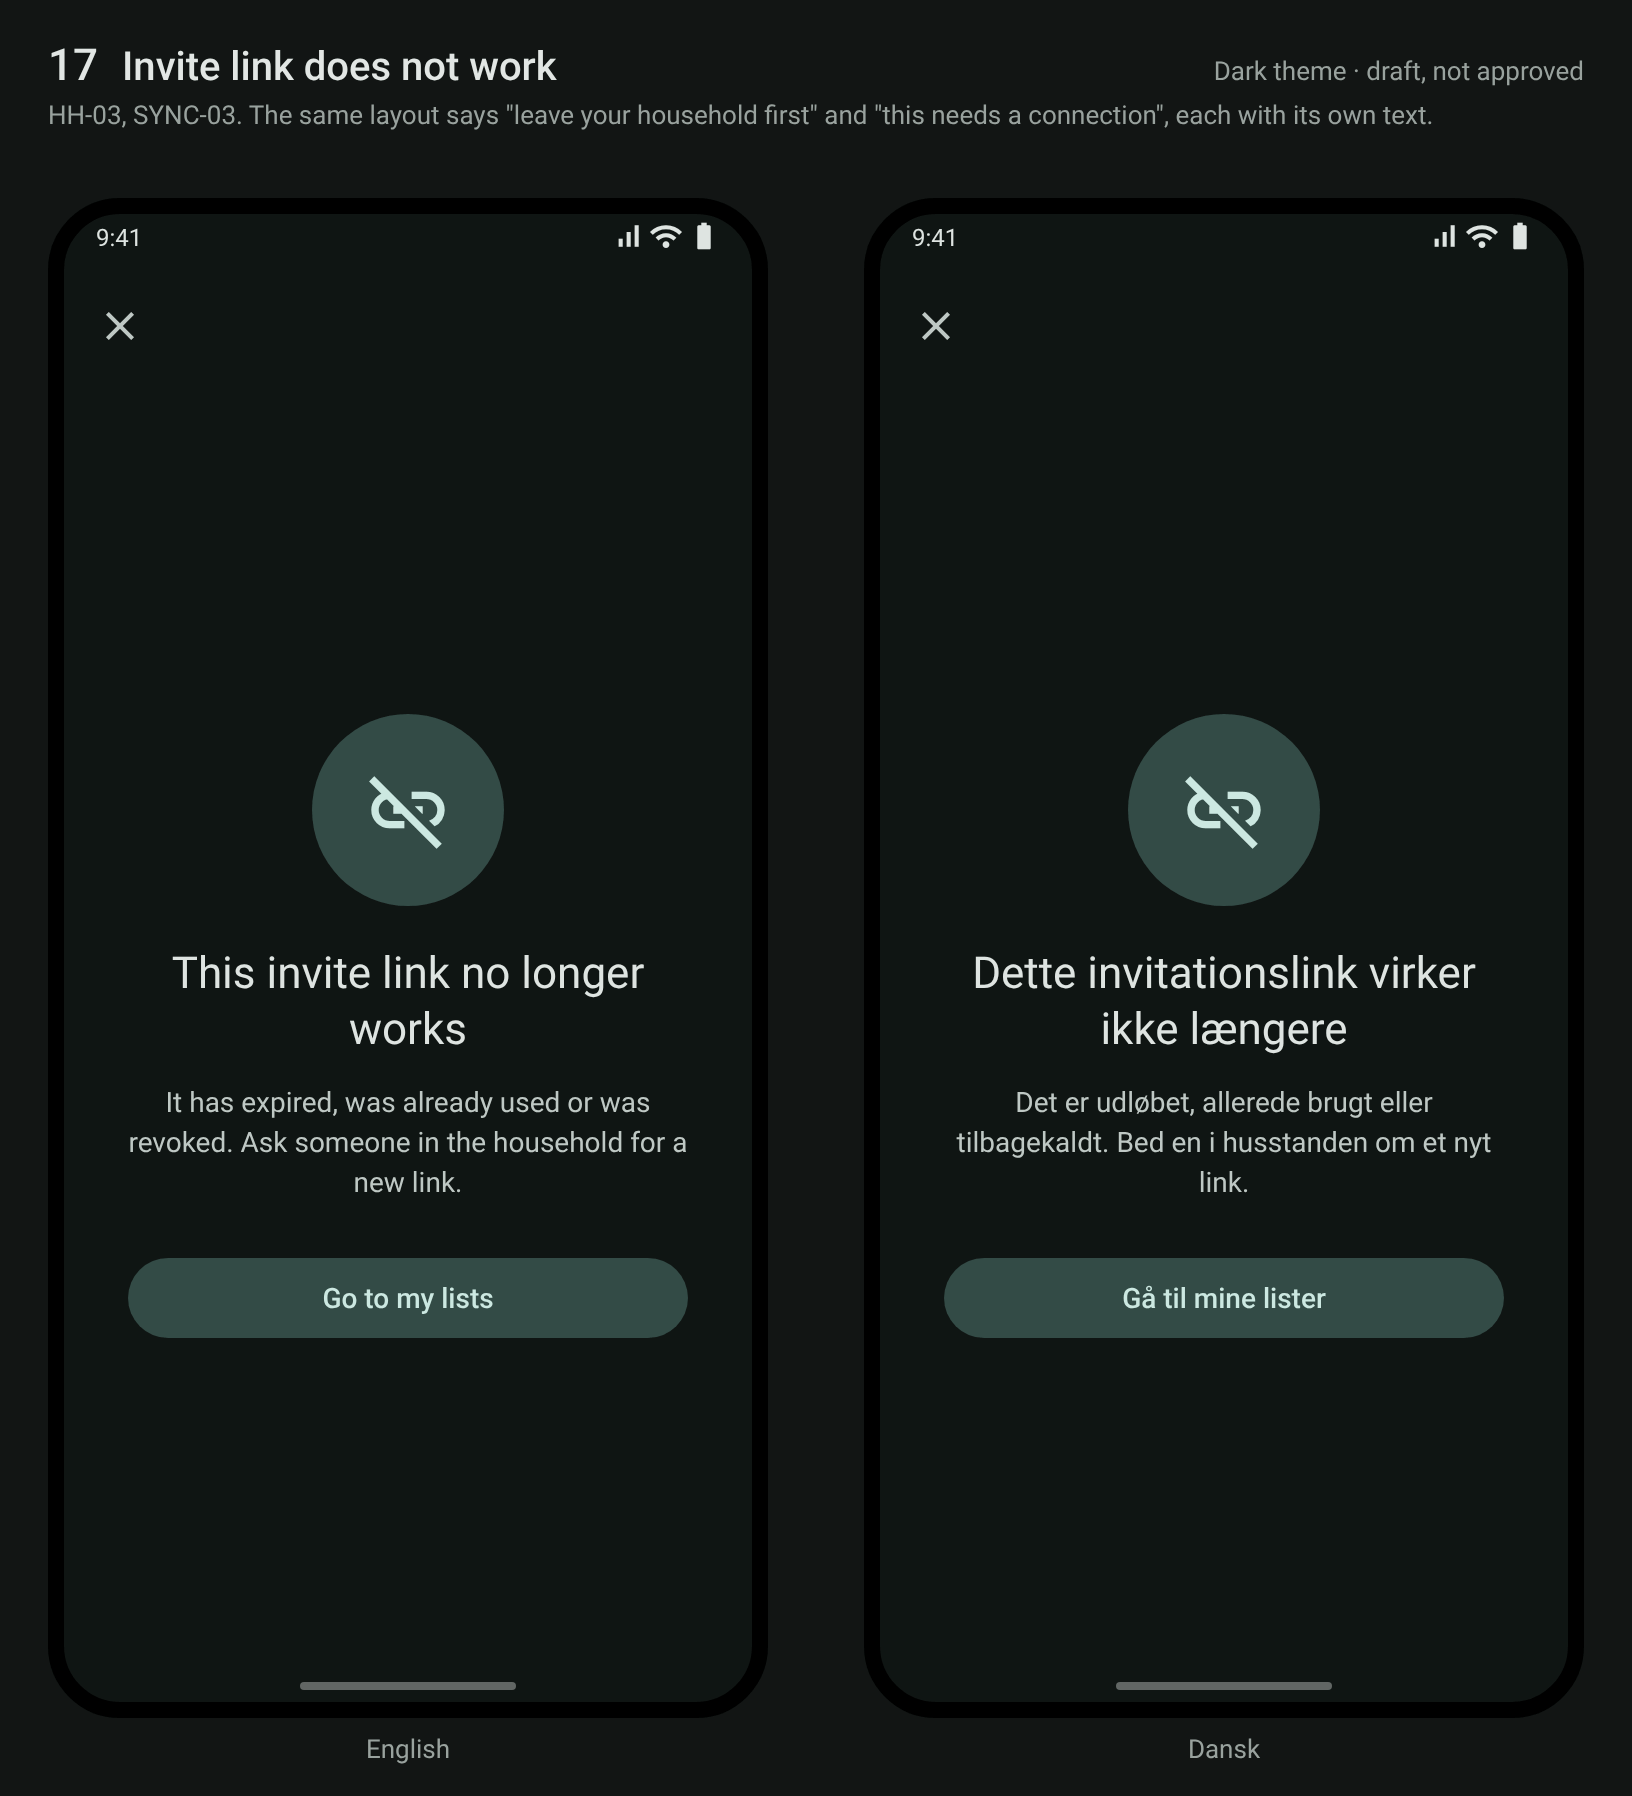 17 Invite link does not work
Dark theme · draft, not approved
HH-03, SYNC-03. The same layout says "leave your household first" and "this needs a connection", each with its own text.
9:41
This invite link no longer
works
It has expired, was already used or was
revoked. Ask someone in the household for a
new link.
Go to my lists
English
9:41
Dette invitationslink virker
ikke længere
Det er udløbet, allerede brugt eller
tilbagekaldt. Bed en i husstanden om et nyt
link.
Gå til mine lister
Dansk